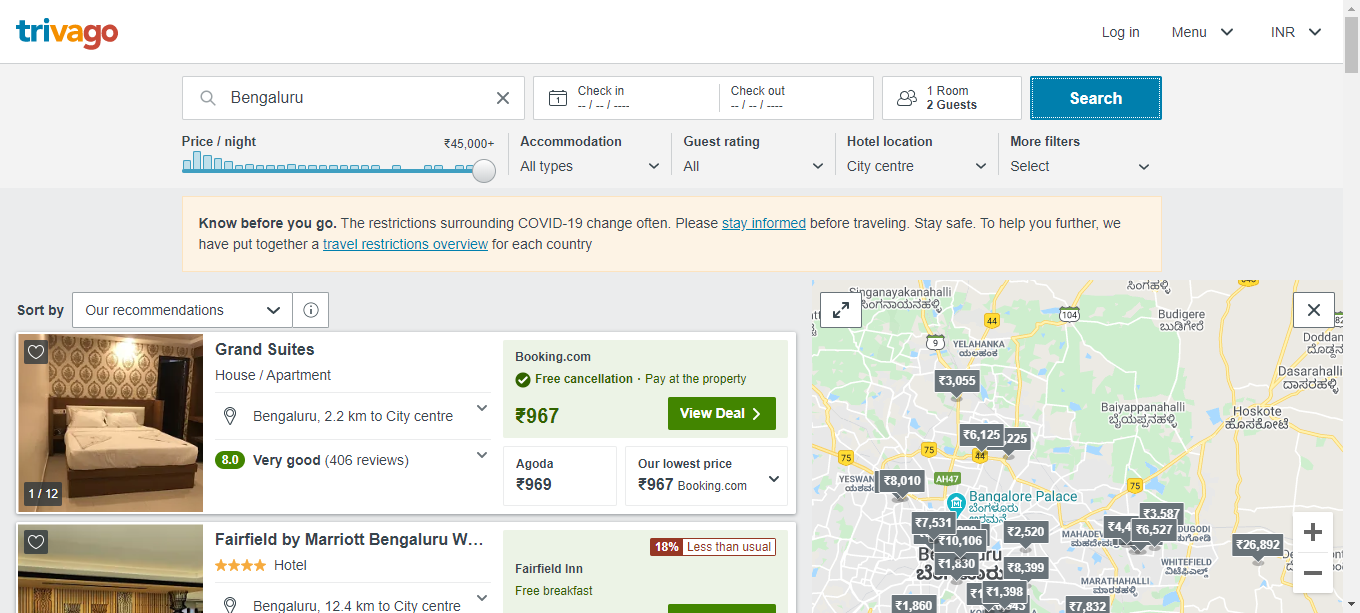 trivago
Log in
Menu
INR
Bengaluru
1
Check in
-- / -- / ----
Check out
-- / -- / ----
1 Room
2 Guests
Search
Price / night
₹45,000+
Accommodation
All types
Guest rating
All
Hotel location
City centre
More filters
Select
Know before you go. The restrictions surrounding COVID-19 change often. Please stay informed before traveling. Stay safe. To help you further, we
have put together a travel restrictions overview for each country
Sort by
Our recommendations
1 / 12
Grand Suites
House / Apartment
Bengaluru, 2.2 km to City centre
8.0 Very good (406 reviews)
Booking.com
Free cancellation · Pay at the property
₹967
View Deal
Agoda
₹969
Our lowest price
₹967 Booking.com
Fairfield by Marriott Bengaluru W...
Hotel
Bengaluru, 12.4 km to City centre
18% Less than usual
Fairfield Inn
Free breakfast
Singanayakanahalli
ಸಿಂಗನಾಯನಹಳ್ಳಿ
ಸಿಂಗಹಳ್ಳಿ
44
104
Budigere
ಬುಡಿಗೆರೆ
9
YELAHANKA
ಯಲಹಂಕ
Dasarahalli
ದಾಸರಹಳ್ಳಿ
₹3,055
Baiyappanahalli
ಬೈಯಪ್ಪನಹಳ್ಳಿ
Hoskote
ಹೊಸಕೋಟೆ
₹6,125
225
75
75
44
₹8,010
AH47
75
Bangalore Palace
ಬೆಂಗಳೂರು
ಅರಮನೆ
₹7,531
₹2,520
₹3,587
₹6,527
₹10,106
₹26,892
₹1,830
₹8,399
WHITEFIELD
ವೈಟ್‌ಫೀಲ್ಡ್
MARATHAHALLI
ಮಾರತಹಳ್ಳಿ
₹1,398
₹1,860
₹7,832